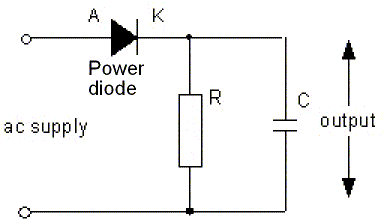 A K
Power
diode
R
C
ac supply
output